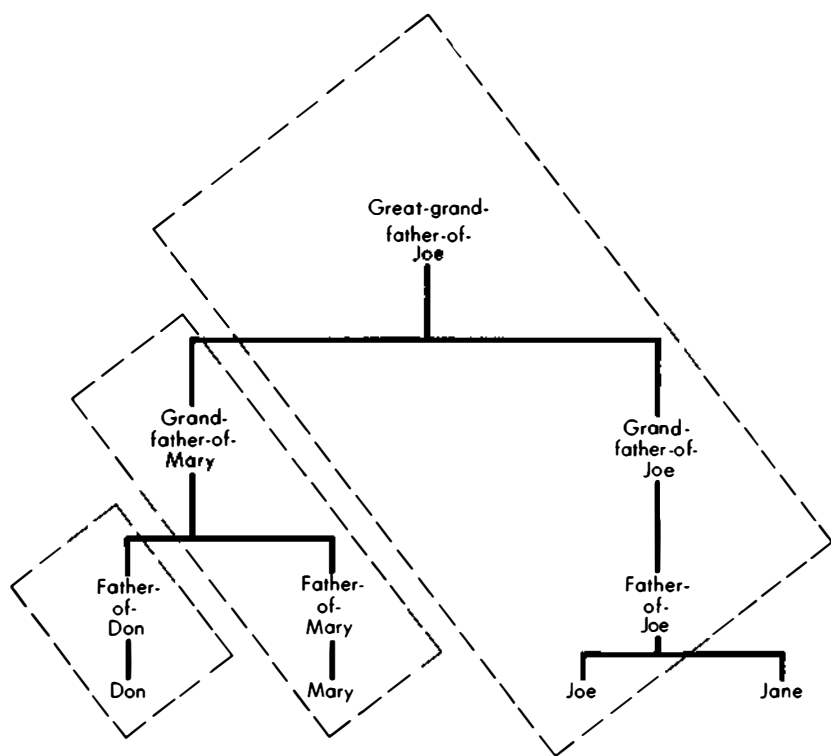 Great-grand-
father-of-
Joe
Grand-
father-of-
Mary
Grand-
father-of-
Joe
Father-
of-
Don
Father-
of-
Mary
Father-
of-
Joe
Don
Mary
Joe
Jane